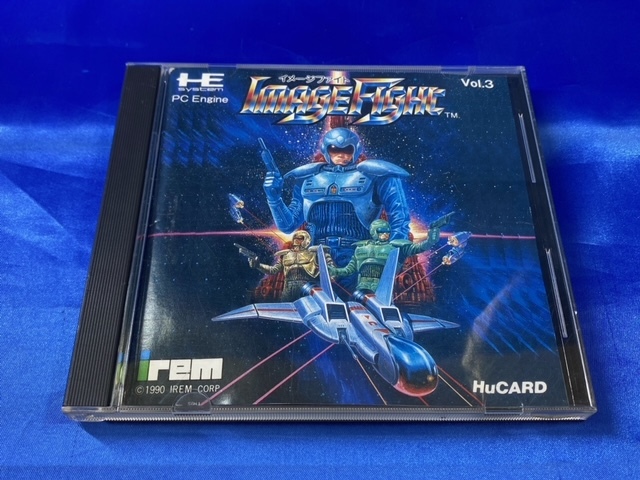 HE
system
PC Engine
イメージファイト
IMAGE FIGHT
TM
Vol.3
irem
©1990 IREM CORP.
HuCARD